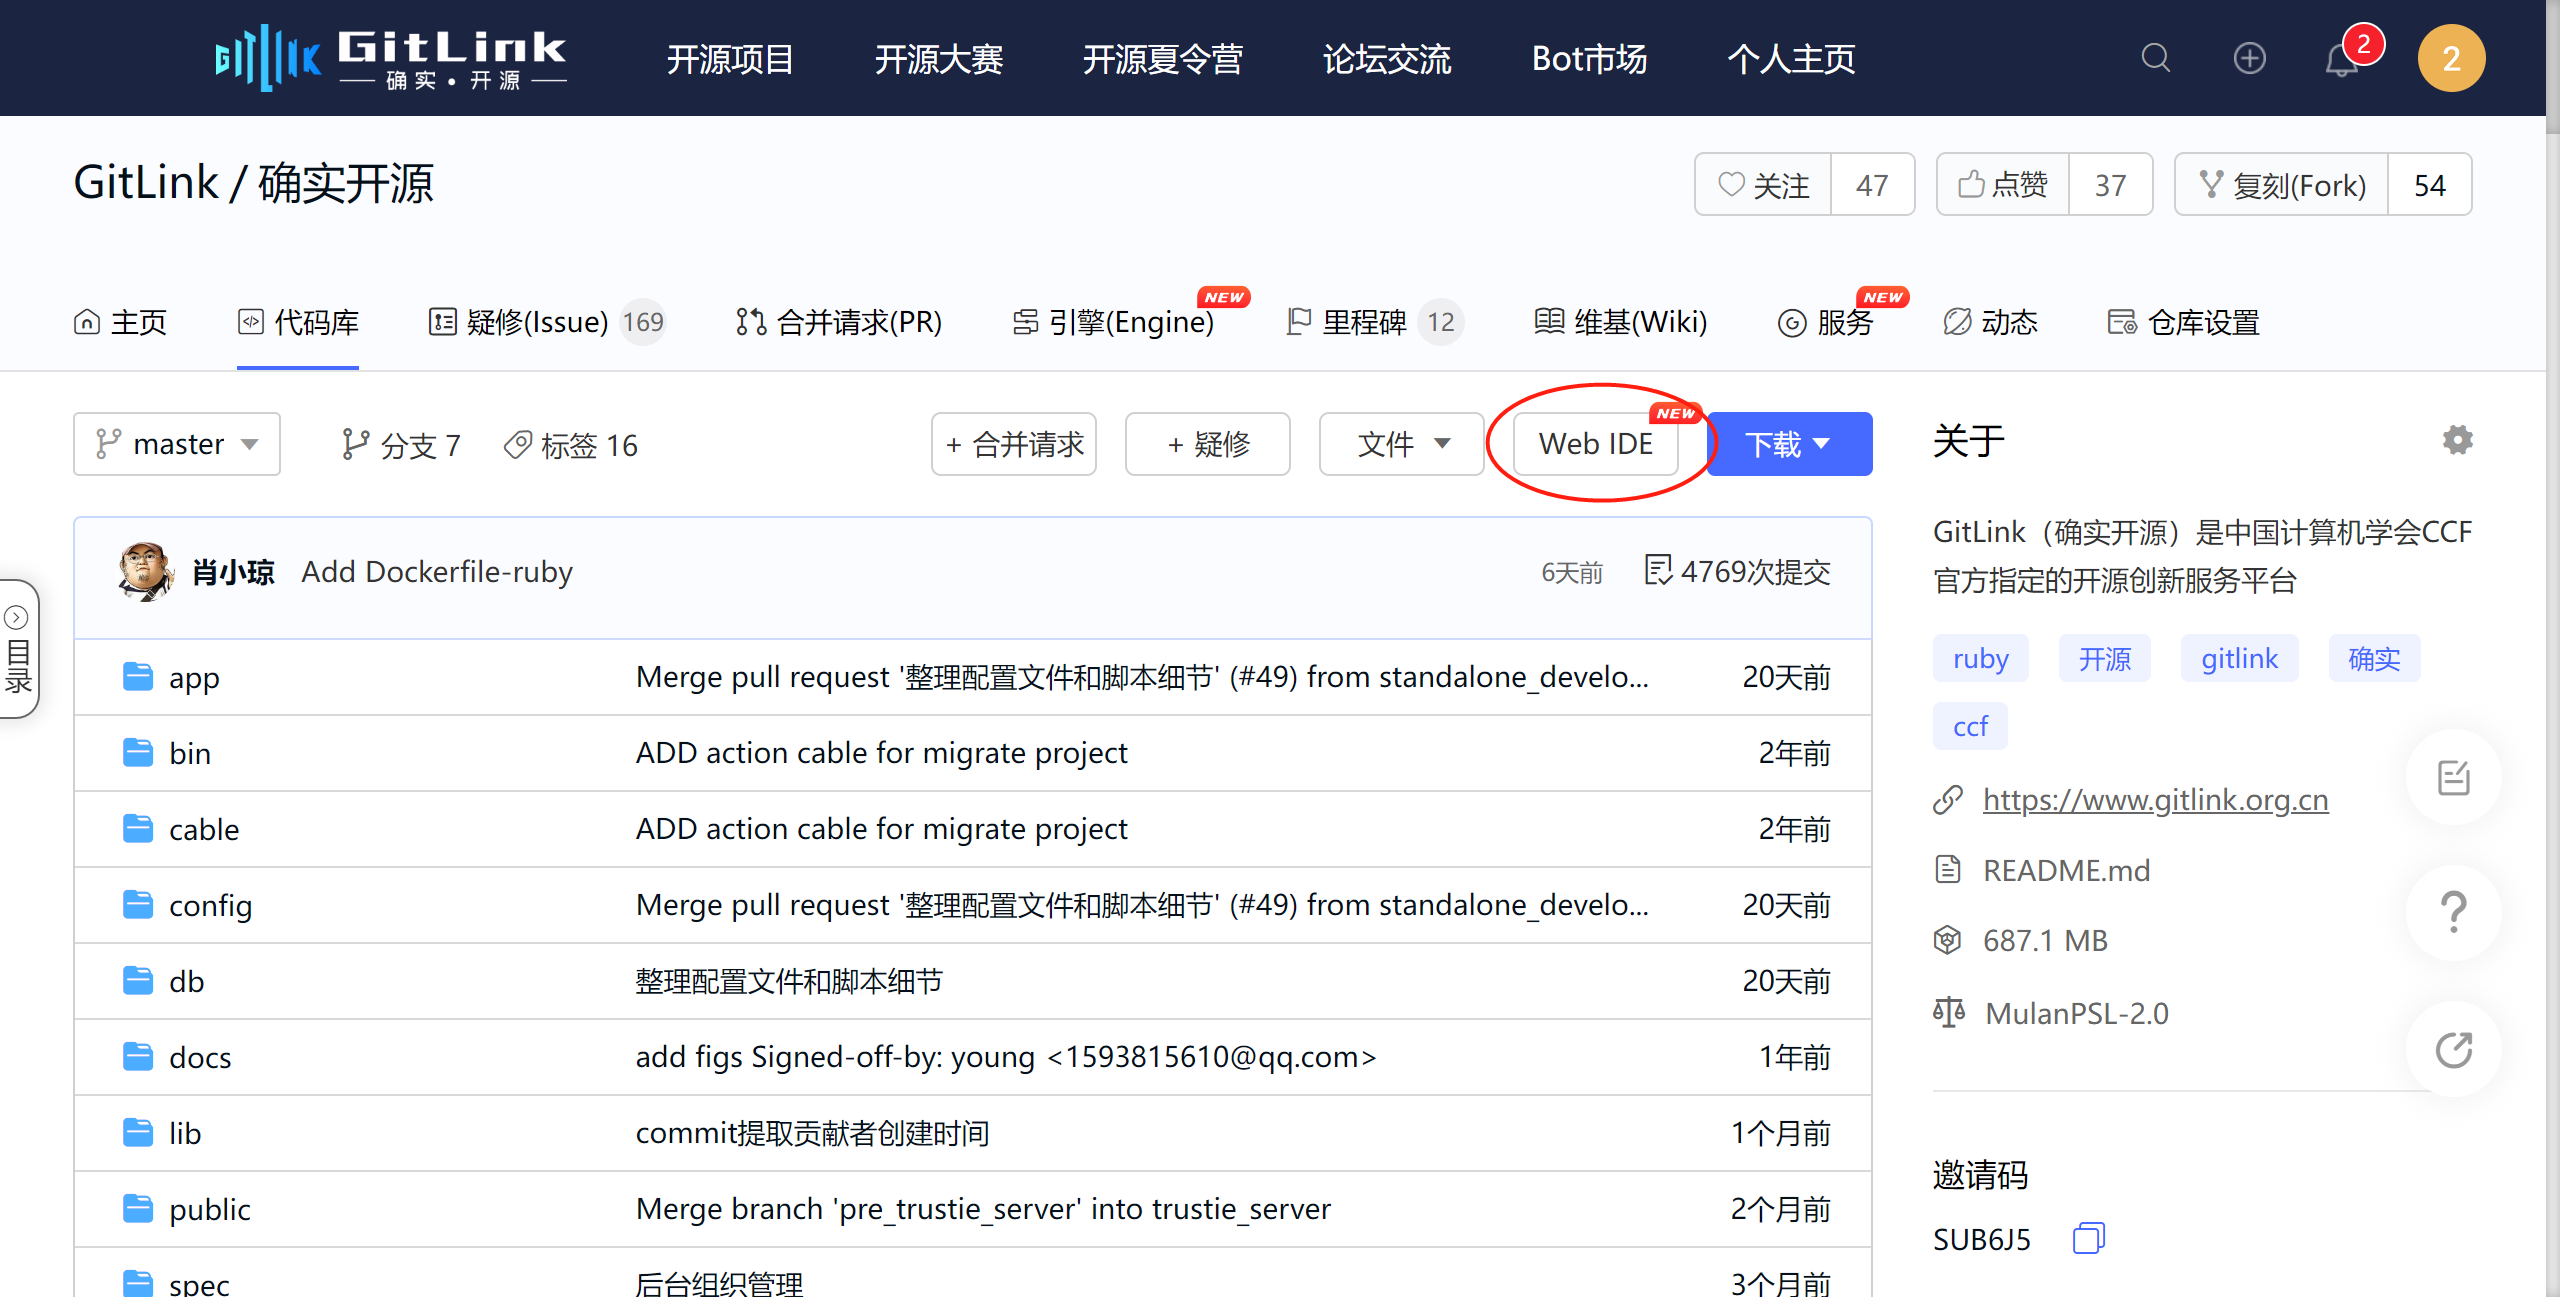 GitLink 开源项目 开源大赛 开源夏令营 论坛交流 Bot市场 个人主页 2 2
确实·开源
GitLink / 确实开源 关注 47 点赞 37 复刻(Fork) 54
NEW NEW
主页 代码库 疑修(Issue) 169 合并请求(PR) 引擎(Engine) 里程碑 12 维基(Wiki) 服务 动态 仓库设置
NEW
master 分支 7 标签 16 + 合并请求 + 疑修 文件 Web IDE 下载 关于
肖小琼 Add Dockerfile-ruby 6天前 4769次提交
app Merge pull request '整理配置文件和脚本细节' (#49) from standalone_develo... 20天前
bin ADD action cable for migrate project 2年前
cable ADD action cable for migrate project 2年前
config Merge pull request '整理配置文件和脚本细节' (#49) from standalone_develo... 20天前
db 整理配置文件和脚本细节 20天前
docs add figs Signed-off-by: young <1593815610@qq.com> 1年前
lib commit提取贡献者创建时间 1个月前
public Merge branch 'pre_trustie_server' into trustie_server 2个月前
spec 后台组织管理 3个月前
GitLink（确实开源）是中国计算机学会CCF
官方指定的开源创新服务平台
ruby 开源 gitlink 确实
ccf
https://www.gitlink.org.cn
README.md
687.1 MB
MulanPSL-2.0
邀请码
SUB6J5
目录